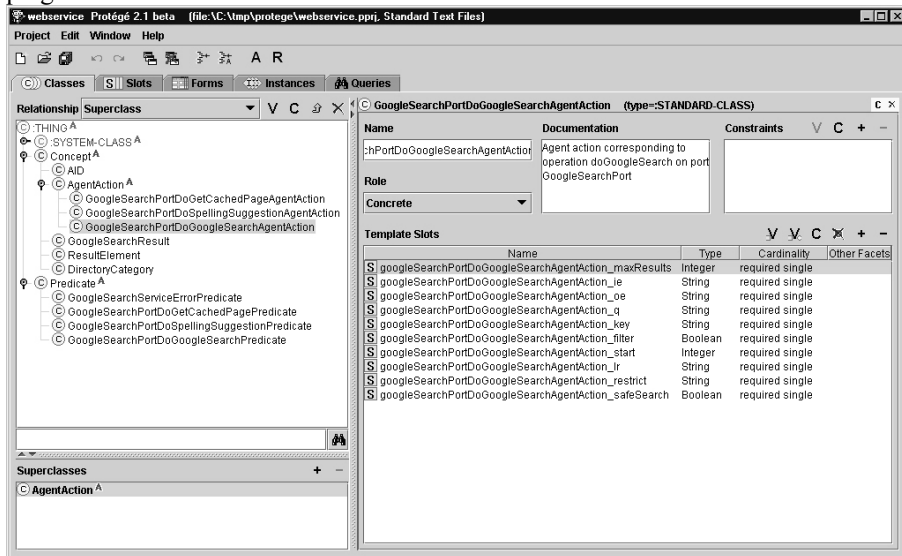 webservice Protégé 2.1 beta (file:\C:\tmp\protege\webservice.pprj, Standard Text Files)
Project Edit Window Help
A R
C Classes S Slots Forms Instances Queries
Relationship Superclass V C
:THING A
:SYSTEM-CLASS A
Concept A
AID
AgentAction A
GoogleSearchPortDoGetCachedPageAgentAction
GoogleSearchPortDoSpellingSuggestionAgentAction
GoogleSearchPortDoGoogleSearchAgentAction
GoogleSearchResult
ResultElement
DirectoryCategory
Predicate A
GoogleSearchServiceErrorPredicate
GoogleSearchPortDoGetCachedPagePredicate
GoogleSearchPortDoSpellingSuggestionPredicate
GoogleSearchPortDoGoogleSearchPredicate
Superclasses + -
C AgentAction A
C GoogleSearchPortDoGoogleSearchAgentAction (type=:STANDARD-CLASS) C ×
Name
:hPortDoGoogleSearchAgentAction
Role
Concrete
Documentation
Agent action corresponding to
operation doGoogleSearch on port
GoogleSearchPort
Constraints V C + -
Template Slots V V C × + -
Name Type Cardinality Other Facets
S googleSearchPortDoGoogleSearchAgentAction_maxResults Integer required single
S googleSearchPortDoGoogleSearchAgentAction_ie String required single
S googleSearchPortDoGoogleSearchAgentAction_oe String required single
S googleSearchPortDoGoogleSearchAgentAction_q String required single
S googleSearchPortDoGoogleSearchAgentAction_key String required single
S googleSearchPortDoGoogleSearchAgentAction_filter Boolean required single
S googleSearchPortDoGoogleSearchAgentAction_start Integer required single
S googleSearchPortDoGoogleSearchAgentAction_lr String required single
S googleSearchPortDoGoogleSearchAgentAction_restrict String required single
S googleSearchPortDoGoogleSearchAgentAction_safeSearch Boolean required single